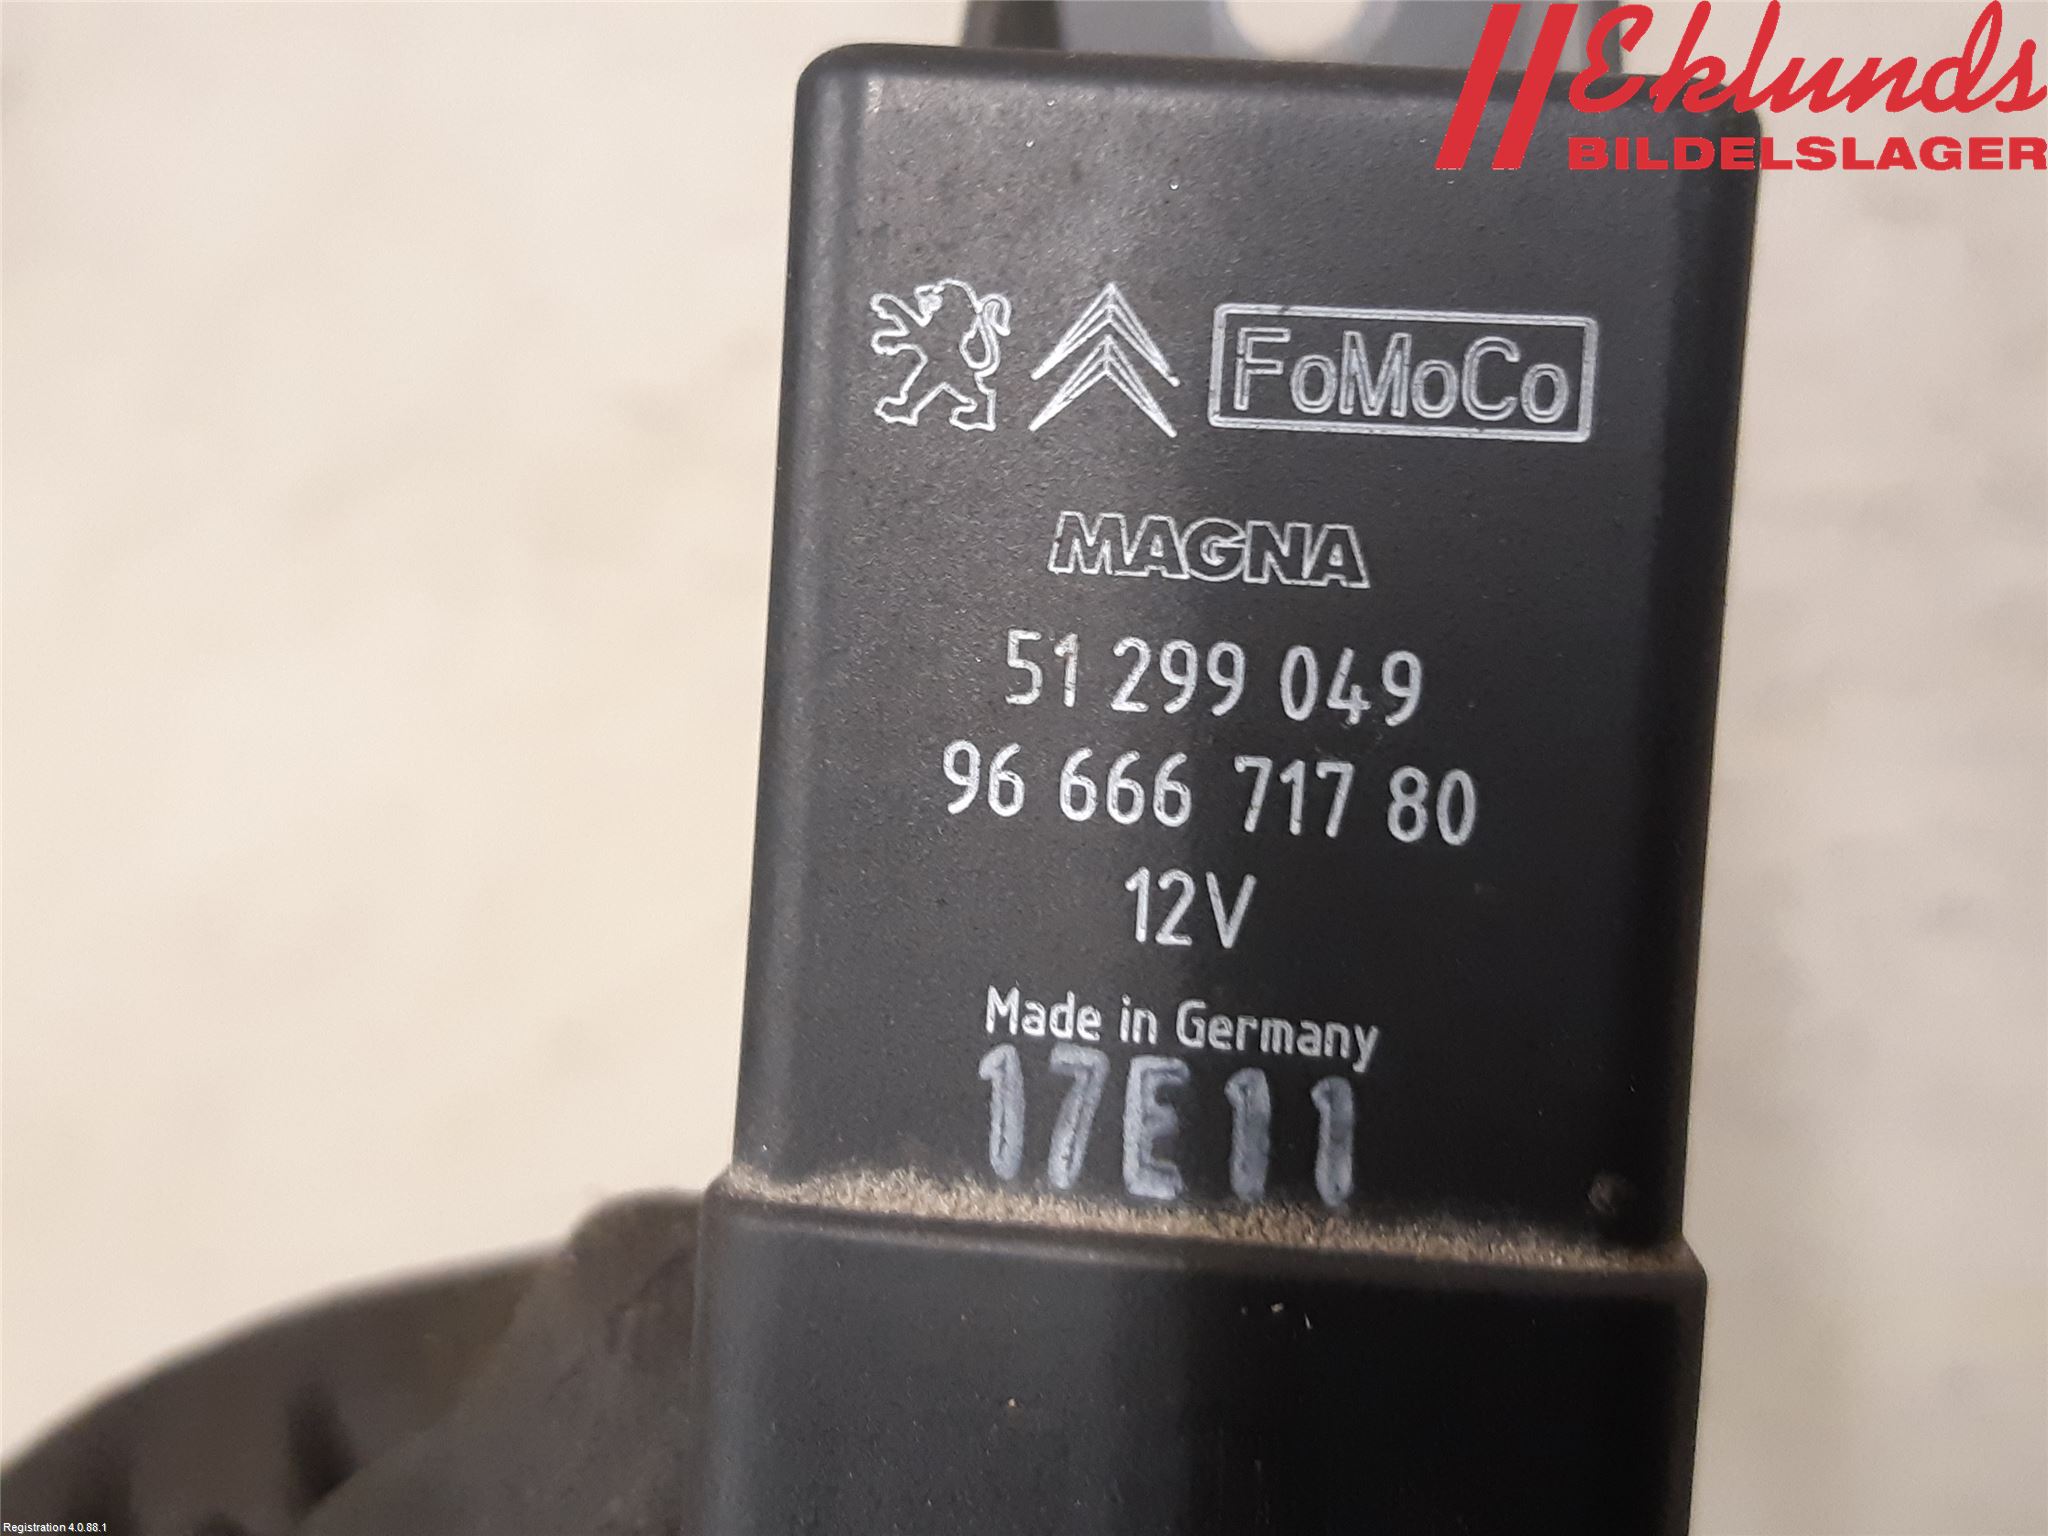 Eklunds
BILDELSLAGER
FoMoCo
MAGNA
51 299 049
96 666 717 80
12V
Made in Germany
17E11
Registration 4.0.88.1